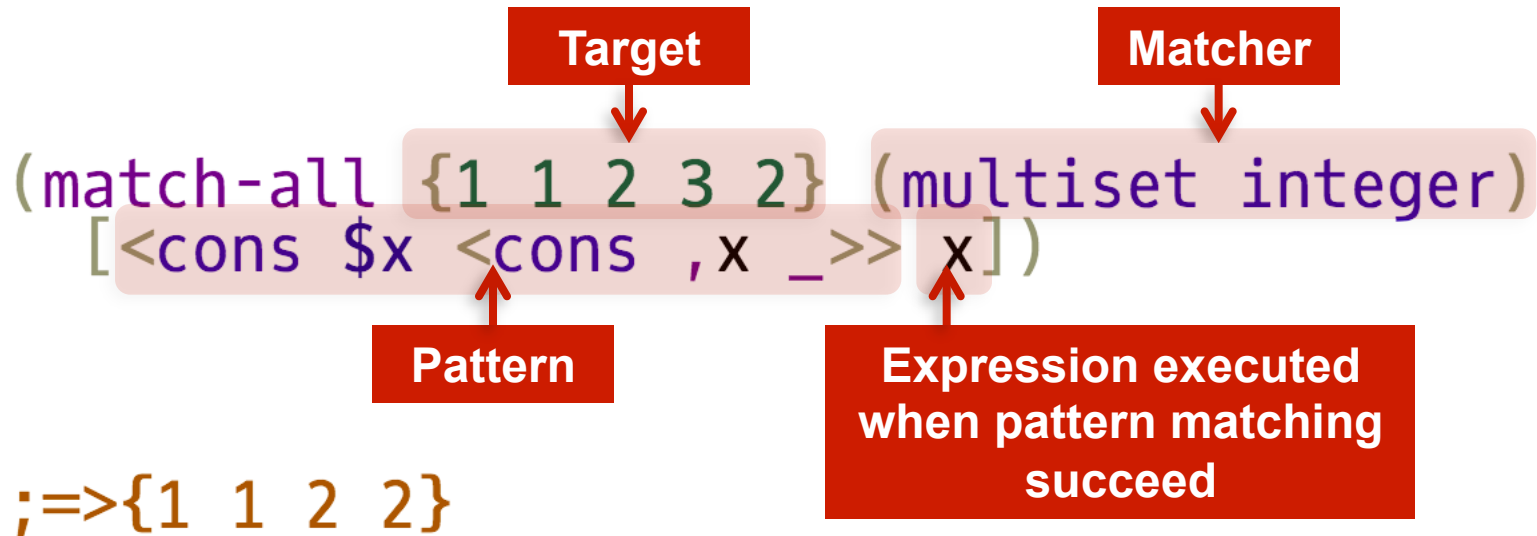 Target
Matcher
(match-all {1 1 2 3 2} (multiset integer)
[<cons $x <cons ,x _>> x])
Pattern
Expression executed
when pattern matching
succeed
;=>{1 1 2 2}